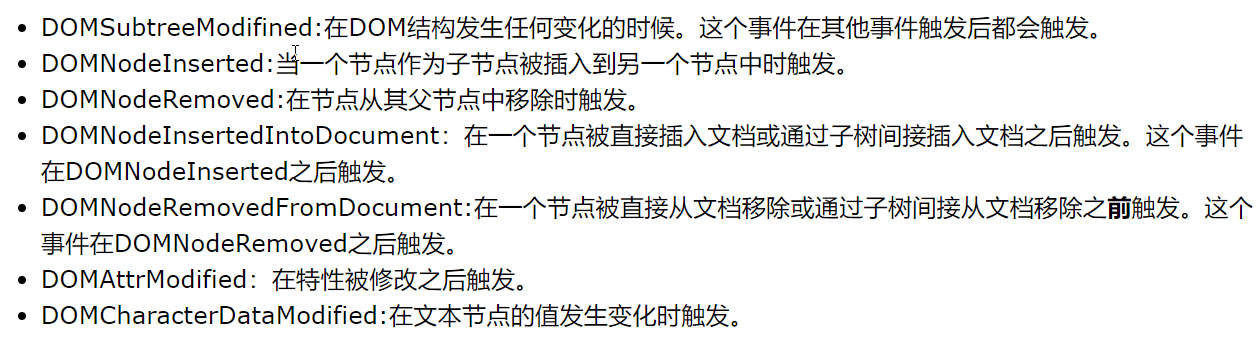 DOMSubtreeModifined:在DOM结构发生任何变化的时候。这个事件在其他事件触发后都会触发。
DOMNodeInserted:当一个节点作为子节点被插入到另一个节点中时触发。
DOMNodeRemoved:在节点从其父节点中移除时触发。
DOMNodeInsertedIntoDocument：在一个节点被直接插入文档或通过子树间接插入文档之后触发。这个事件
在DOMNodeInserted之后触发。
DOMNodeRemovedFromDocument:在一个节点被直接从文档移除或通过子树间接从文档移除之前触发。这个
事件在DOMNodeRemoved之后触发。
DOMAttrModified：在特性被修改之后触发。
DOMCharacterDataModified:在文本节点的值发生变化时触发。